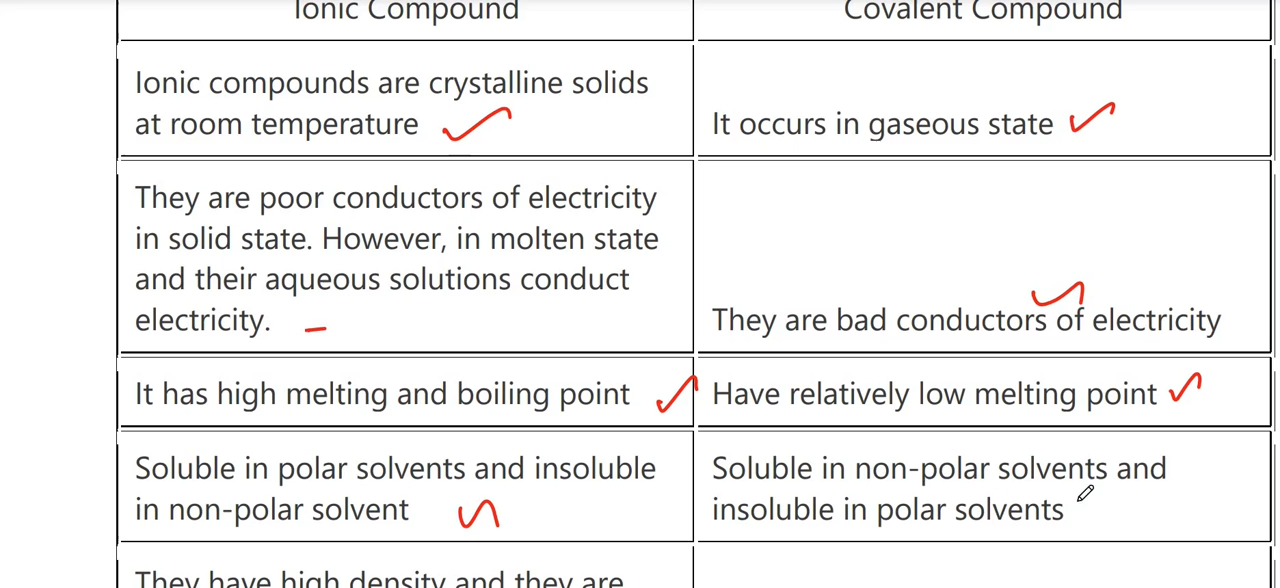 Ionic Compound
Covalent Compound
Ionic compounds are crystalline solids
at room temperature
It occurs in gaseous state
They are poor conductors of electricity
in solid state. However, in molten state
and their aqueous solutions conduct
electricity.
They are bad conductors of electricity
It has high melting and boiling point
Have relatively low melting point
Soluble in polar solvents and insoluble
in non-polar solvent
Soluble in non-polar solvents and
insoluble in polar solvents
They have high density and they are